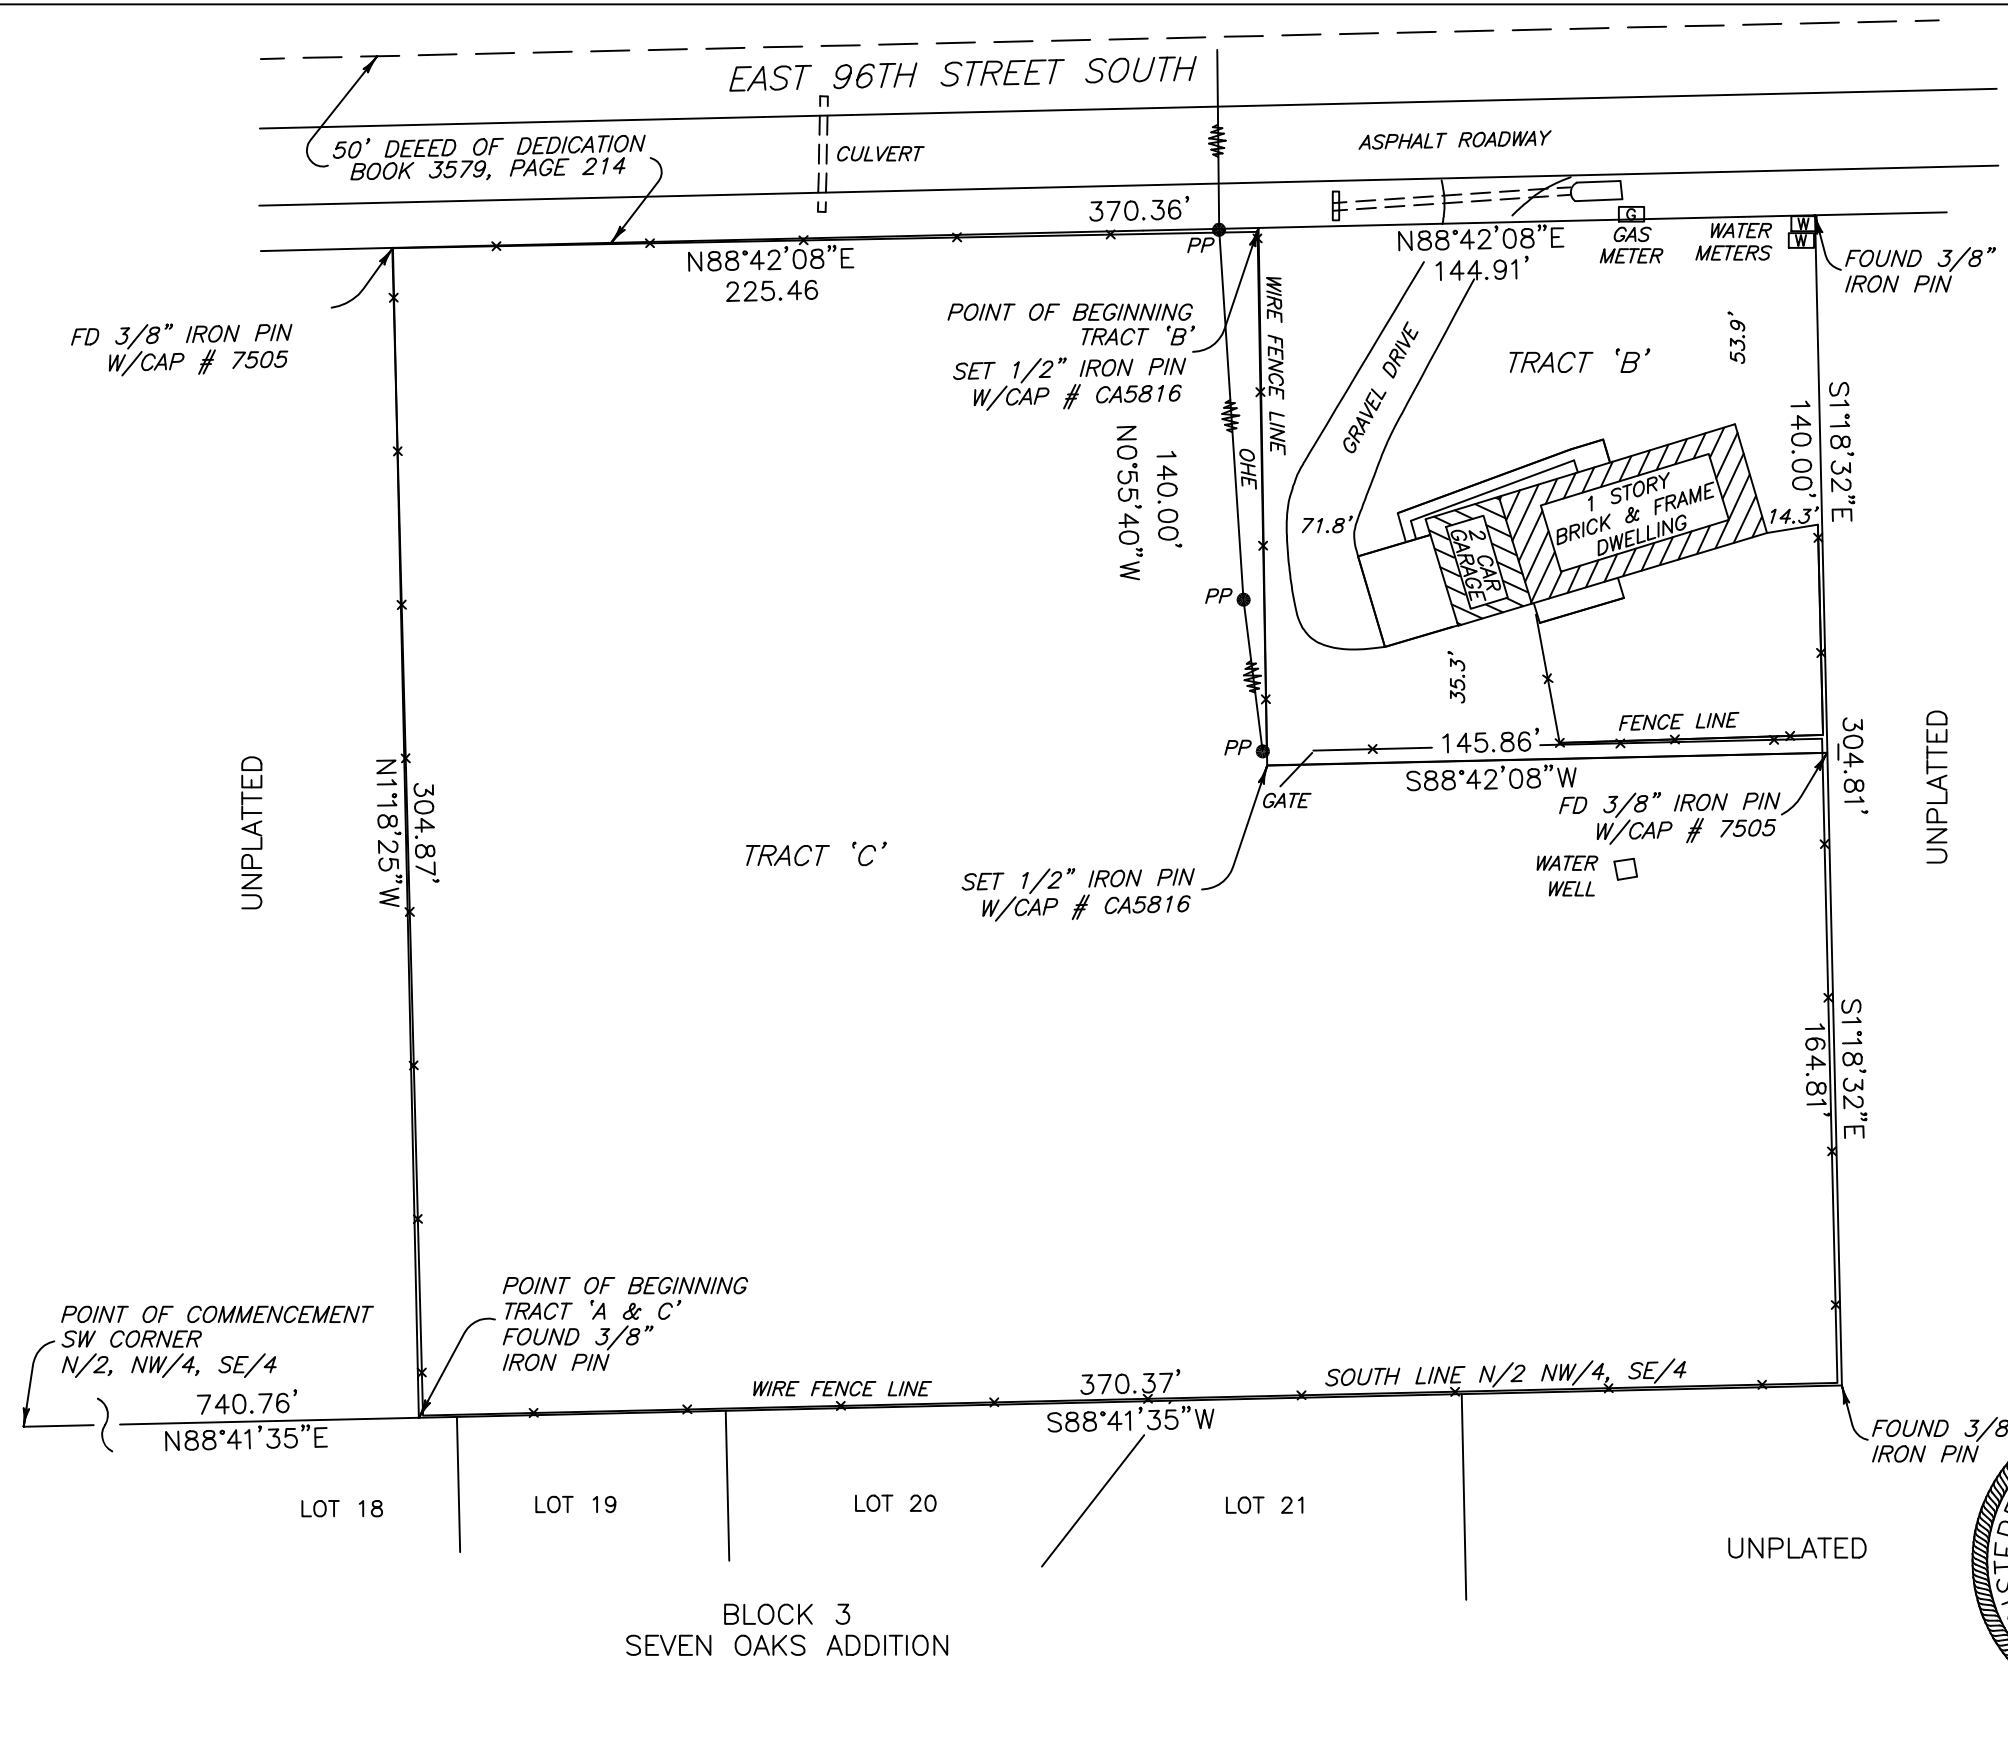 EAST 96TH STREET SOUTH
50' DEEED OF DEDICATION
BOOK 3579, PAGE 214
CULVERT
ASPHALT ROADWAY
370.36'
PP
N88°42'08"E
225.46
N88°42'08"E
144.91'
G
GAS
METER
WATER
METERS
W
W
FOUND 3/8"
IRON PIN
FD 3/8" IRON PIN
W/CAP # 7505
POINT OF BEGINNING
TRACT 'B'
SET 1/2" IRON PIN
W/CAP # CA5816
WIRE FENCE LINE
GRAVEL DRIVE
TRACT 'B'
53.9'
S1°18'32"E
140.00'
N0°55'40"W
140.00'
OHE
71.8'
1 STORY
BRICK & FRAME
DWELLING
2 CAR
GARAGE
14.3'
PP
35.3'
FENCE LINE
PP
145.86'
S88°42'08"W
GATE
304.81'
UNPLATTED
FD 3/8" IRON PIN
W/CAP # 7505
UNPLATTED
304.87'
N1°18'25"W
TRACT 'C'
WATER
WELL
SET 1/2" IRON PIN
W/CAP # CA5816
S1°18'32"E
164.81'
POINT OF COMMENCEMENT
SW CORNER
N/2, NW/4, SE/4
740.76'
N88°41'35"E
POINT OF BEGINNING
TRACT 'A & C'
FOUND 3/8"
IRON PIN
WIRE FENCE LINE
370.37'
S88°41'35"W
SOUTH LINE N/2 NW/4, SE/4
FOUND 3/8
IRON PIN
LOT 18
LOT 19
LOT 20
LOT 21
UNPLATED
BLOCK 3
SEVEN OAKS ADDITION